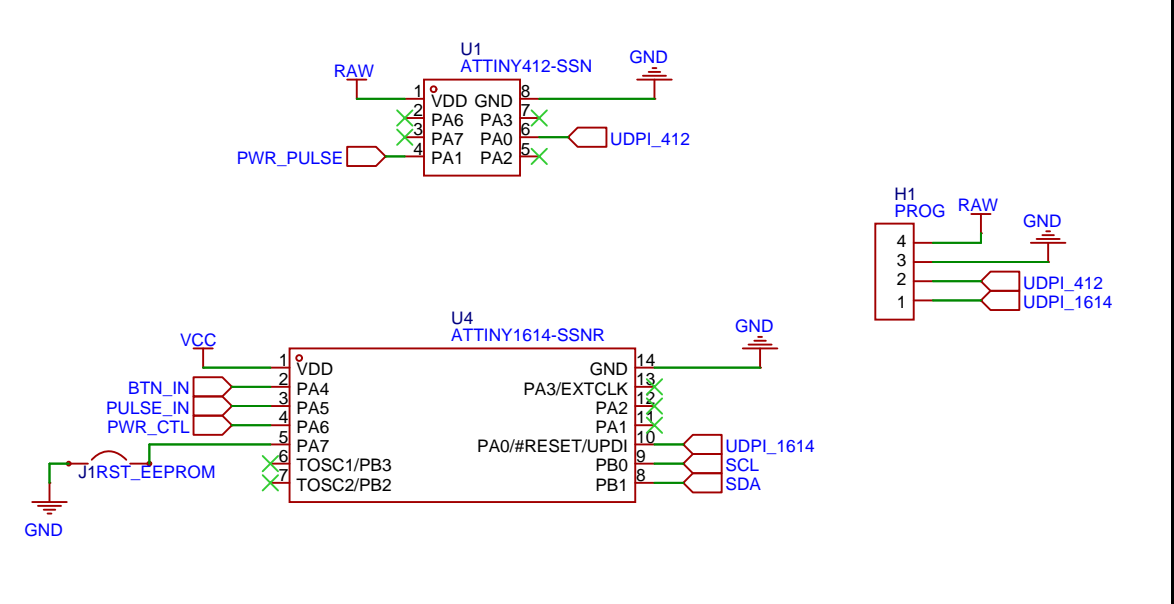 U1
ATTINY412-SSN
RAW
GND
1 VDD GND 8
2 PA6 PA3 7
3 PA7 PA0 6 UDPI_412
PWR_PULSE 4 PA1 PA2 5
H1
PROG
RAW
GND
4
3
2 UDPI_412
1 UDPI_1614
U4
ATTINY1614-SSNR
VCC
GND
1 VDD GND 14
BTN_IN 2 PA4 PA3/EXTCLK 13
PULSE_IN 3 PA5 PA2 12
PWR_CTL 4 PA6 PA1 11
5 PA7 PA0/#RESET/UPDI 10 UDPI_1614
6 TOSC1/PB3 PB0 9 SCL
7 TOSC2/PB2 PB1 8 SDA
J1RST_EEPROM
GND